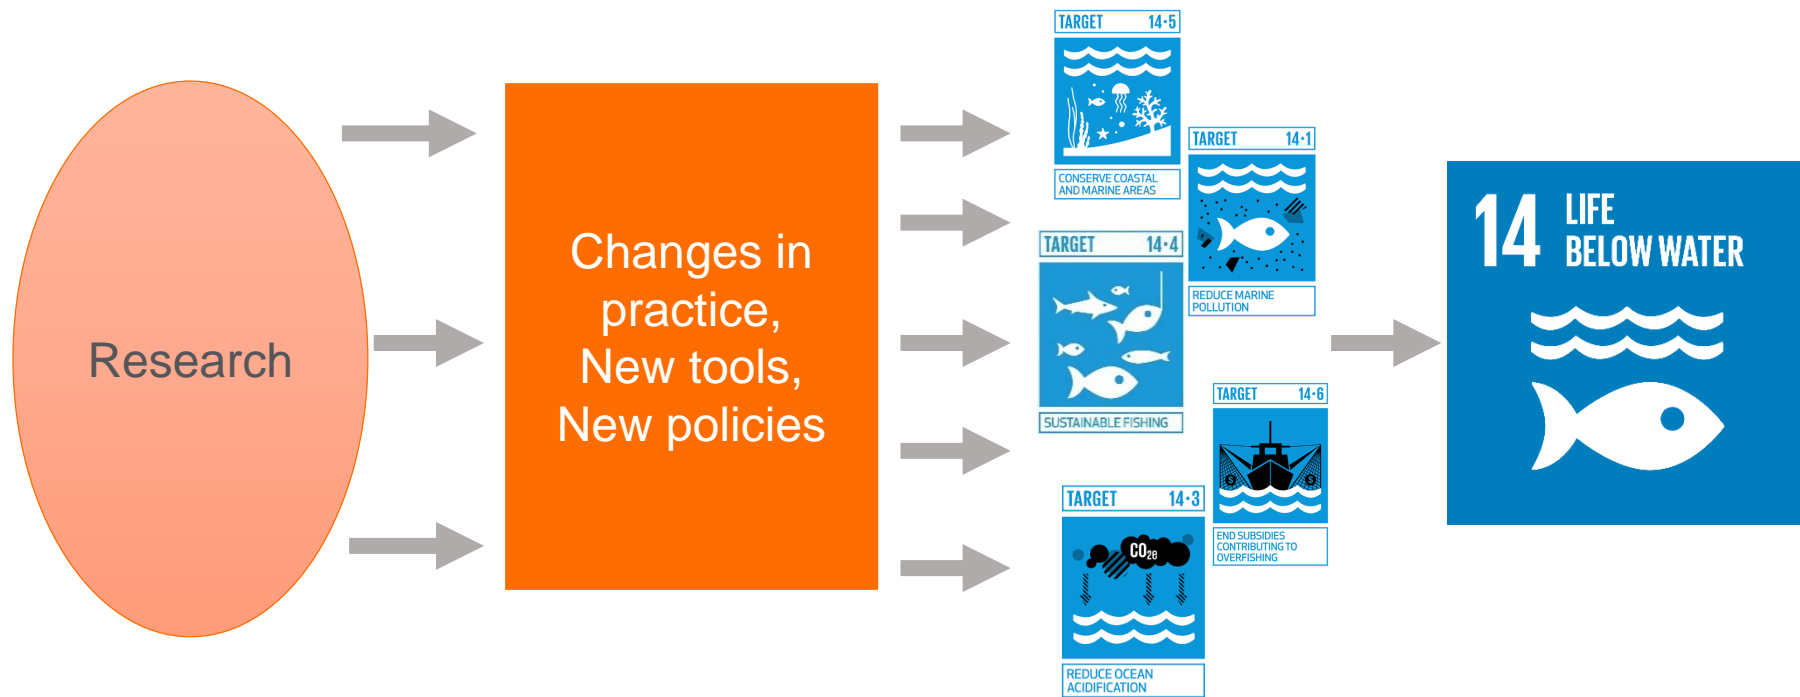 Research
Changes in
practice,
New tools,
New policies
TARGET 14·5
CONSERVE COASTAL
AND MARINE AREAS
TARGET 14·1
REDUCE MARINE
POLLUTION
TARGET 14·4
SUSTAINABLE FISHING
TARGET 14·6
$ $
END SUBSIDIES
CONTRIBUTING TO
OVERFISHING
TARGET 14·3
CO2e
REDUCE OCEAN
ACIDIFICATION
14 LIFE
BELOW WATER